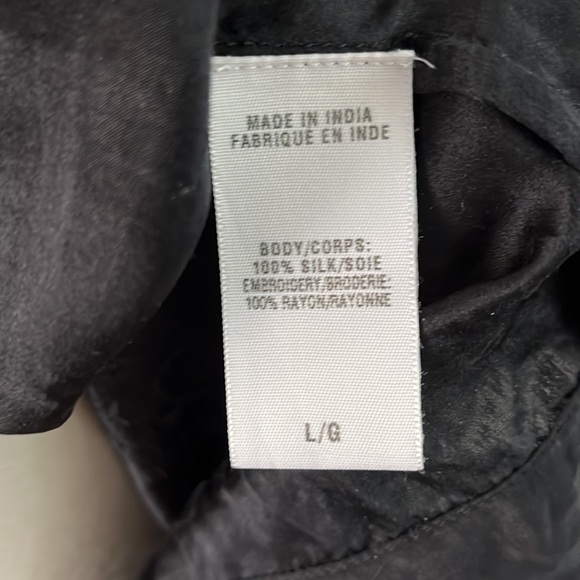 MADE IN INDIA
FABRIQUE EN INDE
BODY/CORPS:
100% SILK/SOIE
EMBROIDERY/BRODERIE:
100% RAYON/RAYONNE
L/G